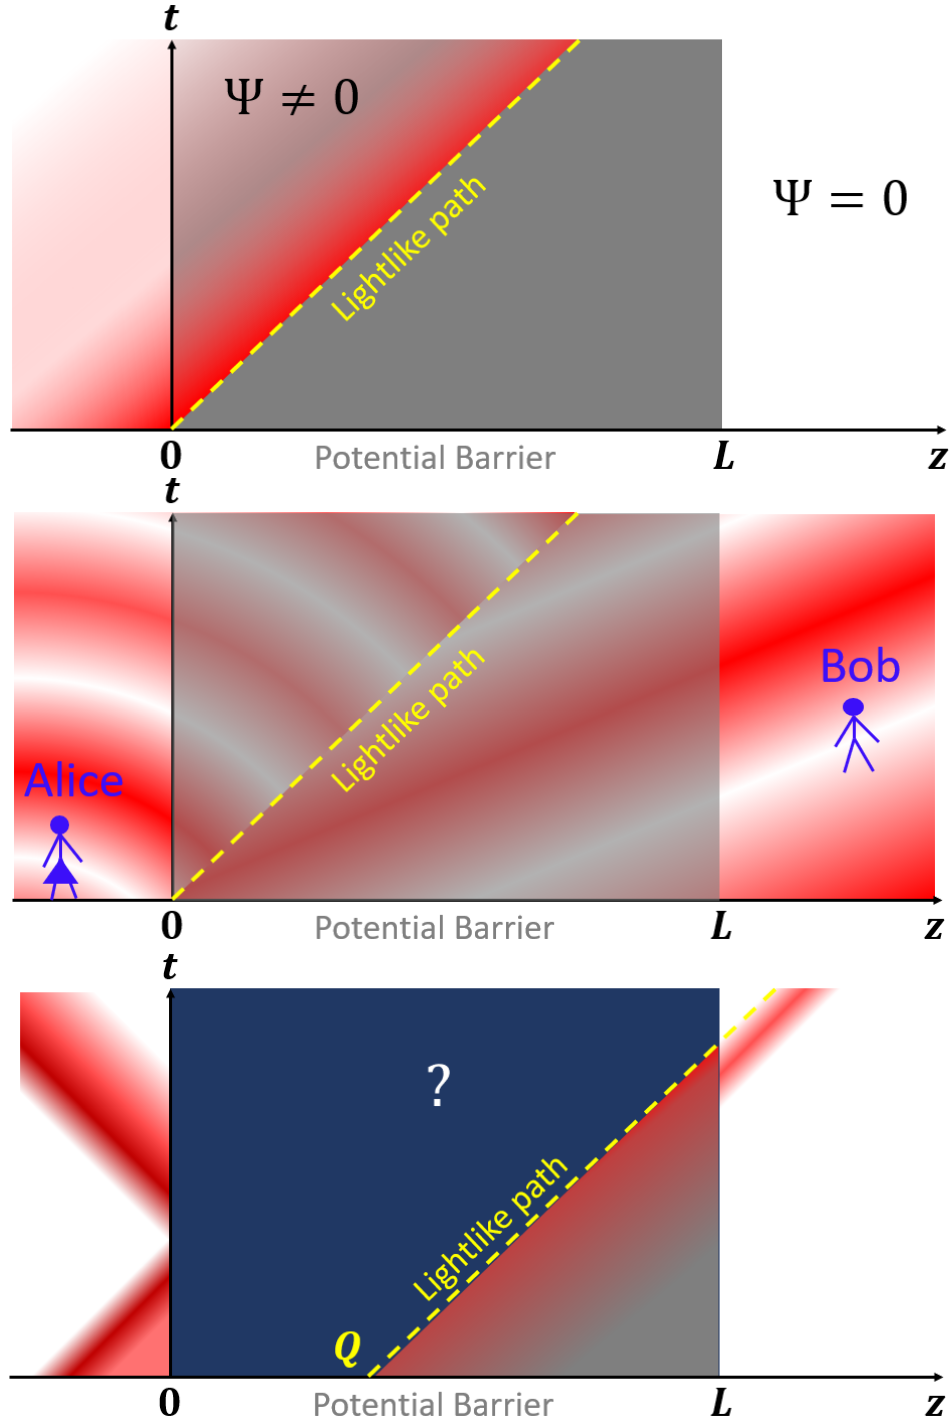 t
Ψ ≠ 0
Ψ = 0
Lightlike path
0
Potential Barrier
L
z
t
Lightlike path
Bob
Alice
0
Potential Barrier
L
z
t
?
Lightlike path
Q
0
Potential Barrier
L
z